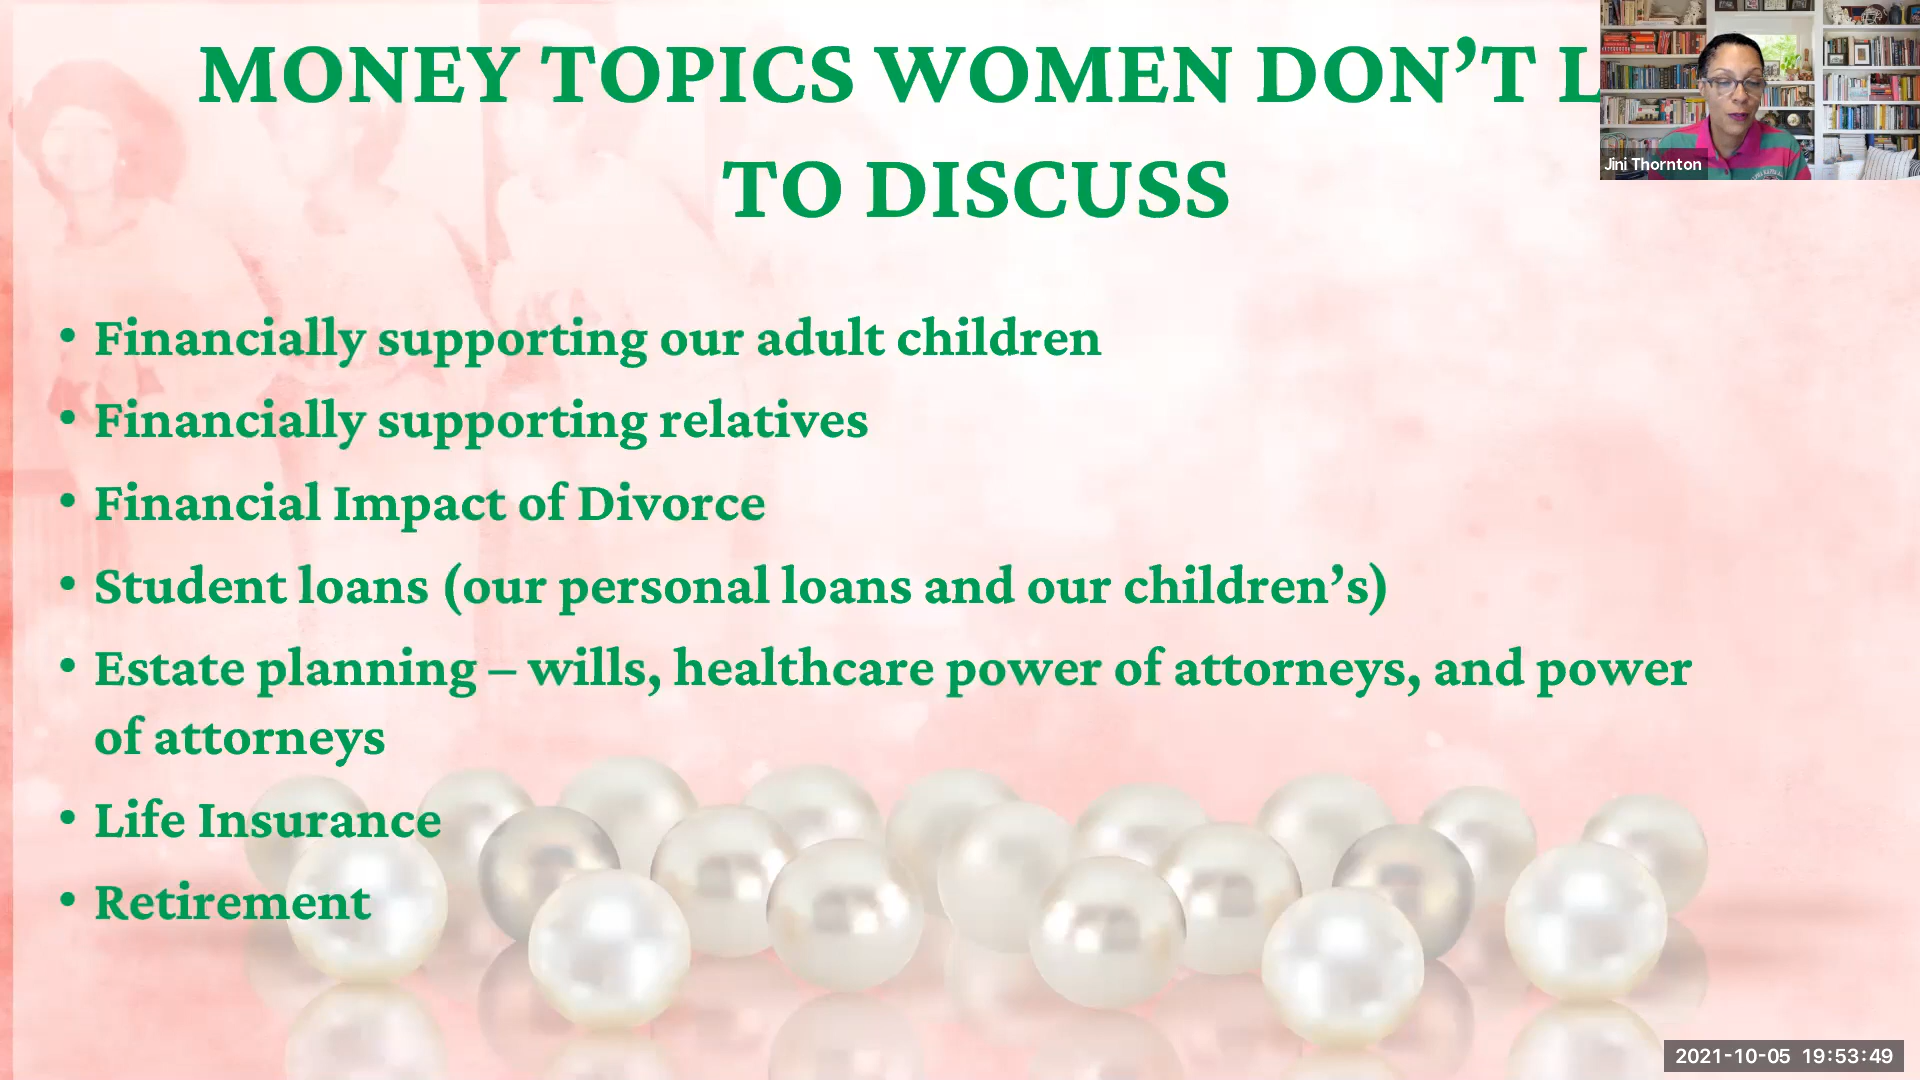 MONEY TOPICS WOMEN DON’T L
TO DISCUSS
• Financially supporting our adult children
• Financially supporting relatives
• Financial Impact of Divorce
• Student loans (our personal loans and our children’s)
• Estate planning – wills, healthcare power of attorneys, and power
of attorneys
• Life Insurance
• Retirement
Jini Thornton
2021-10-05 19:53:49